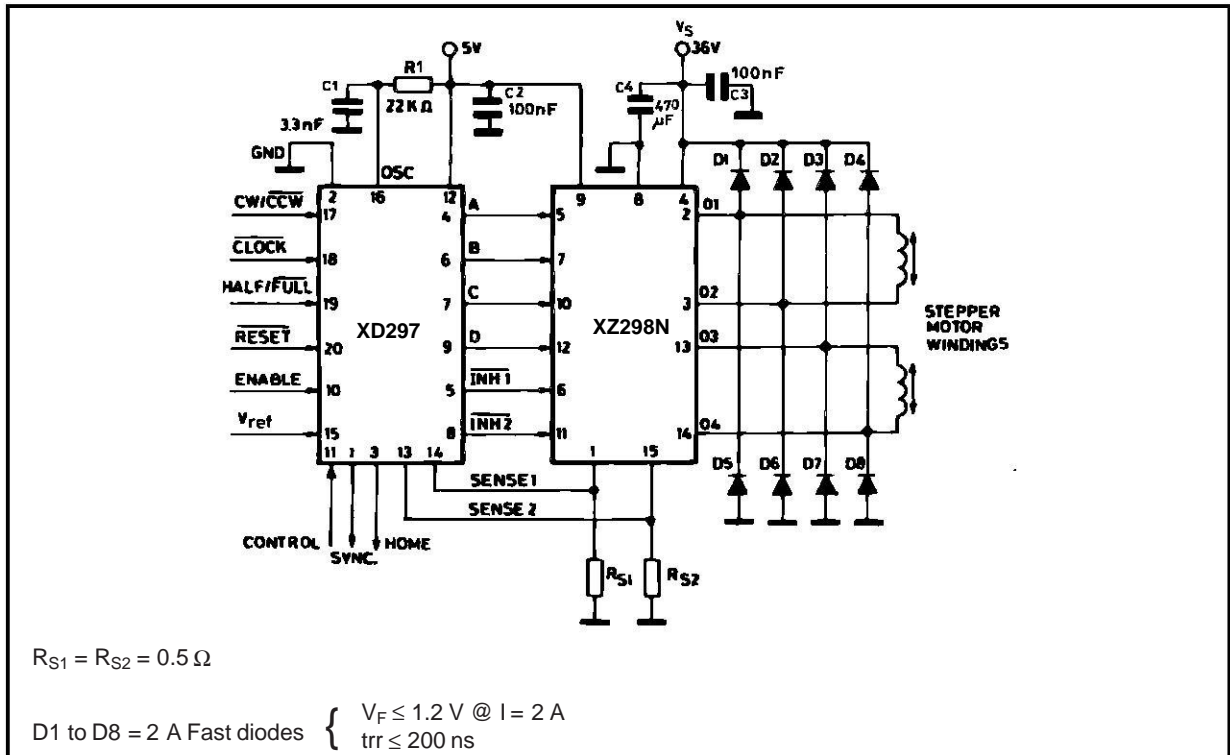 5V
VS
36V
R1
22KΩ
C1
3.3nF
C2
100nF
C4
470
µF
100nF
C3
GND
OSC
D1 D2 D3 D4
2 16 12
9 8 4
CW/CCW 17
4 A 5
2 01
CLOCK 18
6 B 7
HALF/FULL 19
7 C 10
3 02
RESET 20
9 D 12
13 03
XD297
XZ298N
STEPPER
MOTOR
WINDINGS
ENABLE 10
5 INH1 6
Vref 15
8 INH2 11
14 04
11 1 3 13 14
1 15
D5 D6 D7 D8
SENSE1
SENSE 2
CONTROL
SYNC.
HOME
RS1
RS2
RS1 = RS2 = 0.5 Ω
D1 to D8 = 2 A Fast diodes { VF ≤ 1.2 V @ I = 2 A
trr ≤ 200 ns